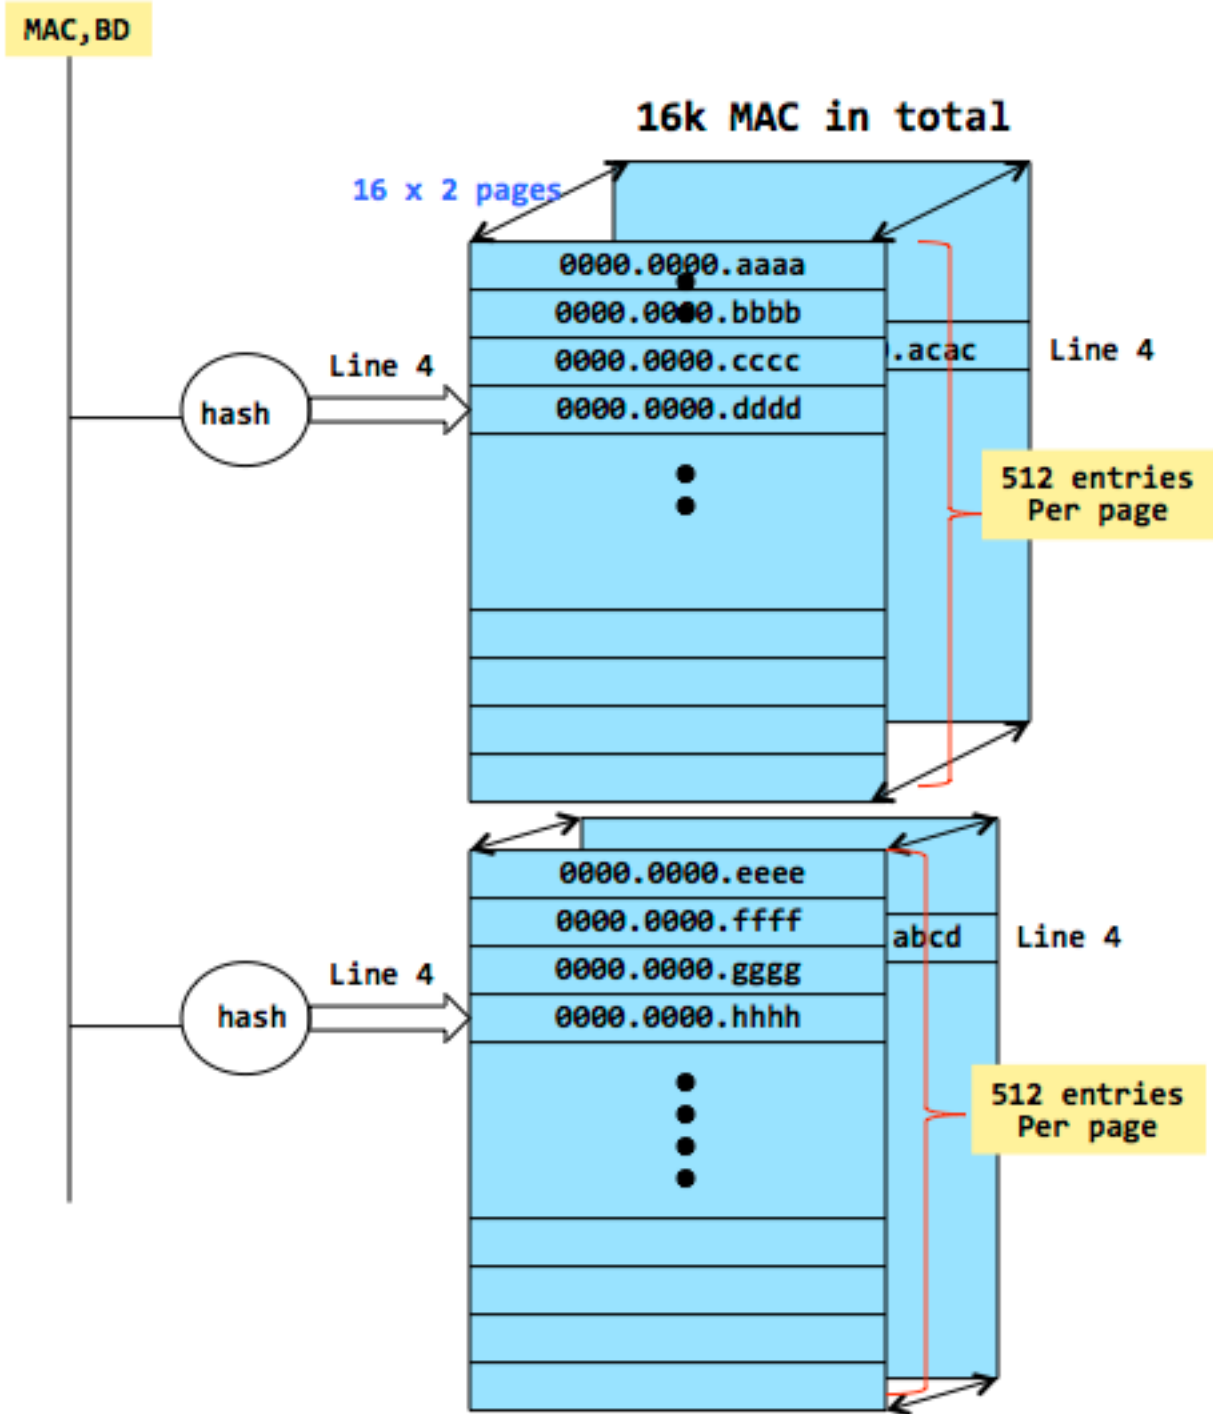 MAC,BD
16k MAC in total
16 x 2 pages
0000.0000.aaaa
0000.0000.bbbb
0000.0000.cccc
0000.0000.dddd
.acac
Line 4
Line 4
hash
512 entries
Per page
0000.0000.eeee
0000.0000.ffff
0000.0000.gggg
0000.0000.hhhh
abcd
Line 4
Line 4
hash
512 entries
Per page